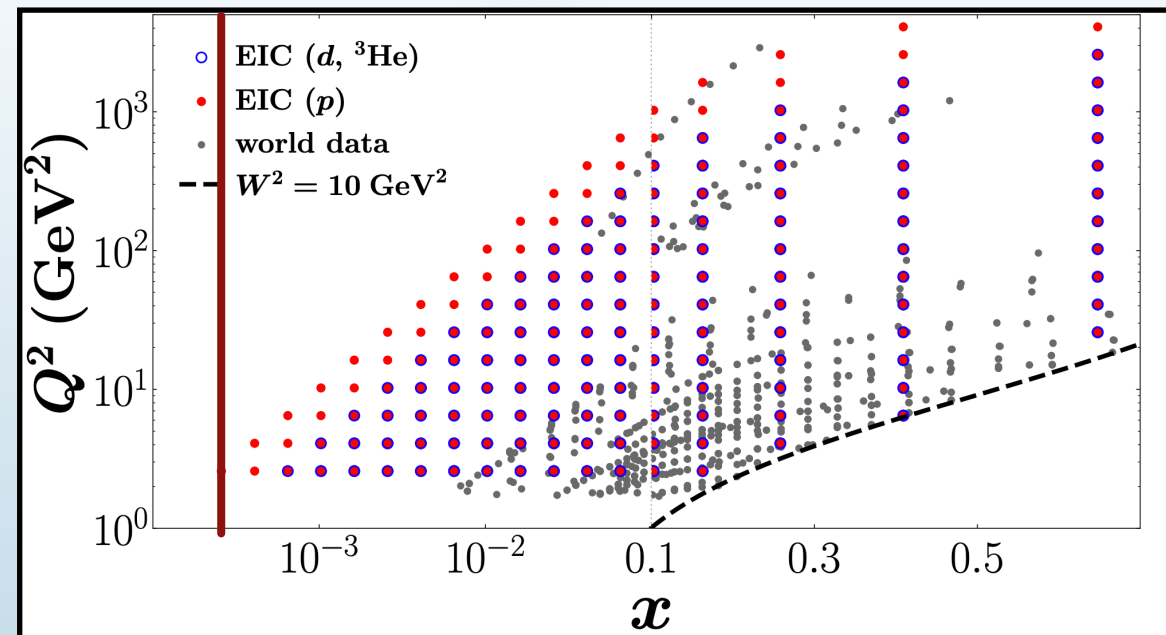 EIC (d, ³He)
EIC (p)
world data
W² = 10 GeV²
Q² (GeV²)
10³
10²
10¹
10⁰
10⁻³ 10⁻² 0.1 0.3 0.5
x